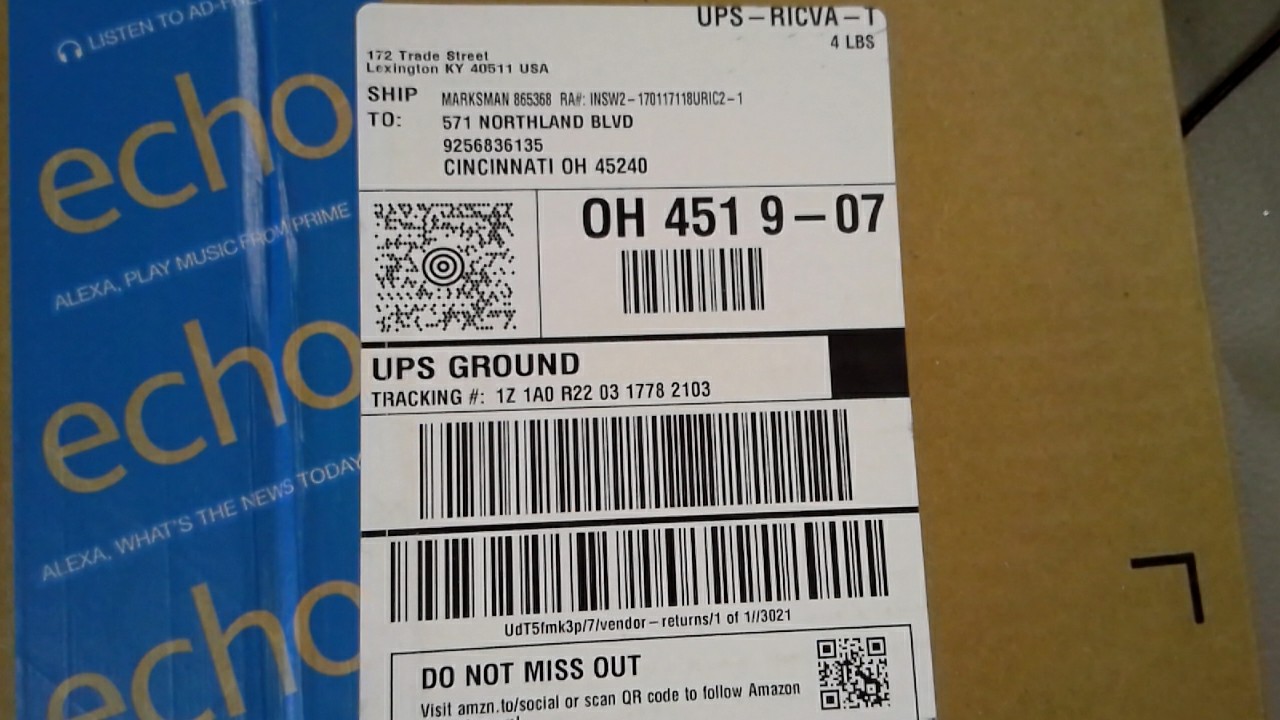 LISTEN TO AD-FREE
echo
ALEXA, PLAY MUSIC FROM PRIME
echo
ALEXA, WHAT'S THE NEWS TODAY
echo
UPS-RICVA-T
4 LBS
172 Trade Street
Lexington KY 40511 USA
SHIP TO:
MARKSMAN 865368 RA#: INSW2-170117118URIC2-1
571 NORTHLAND BLVD
9256836135
CINCINNATI OH 45240
OH 451 9-07
UPS GROUND
TRACKING #: 1Z 1A0 R22 03 1778 2103
UdT5fmk3p/7/vendor-returns/1 of 1//3021
DO NOT MISS OUT
Visit amzn.to/social or scan QR code to follow Amazon